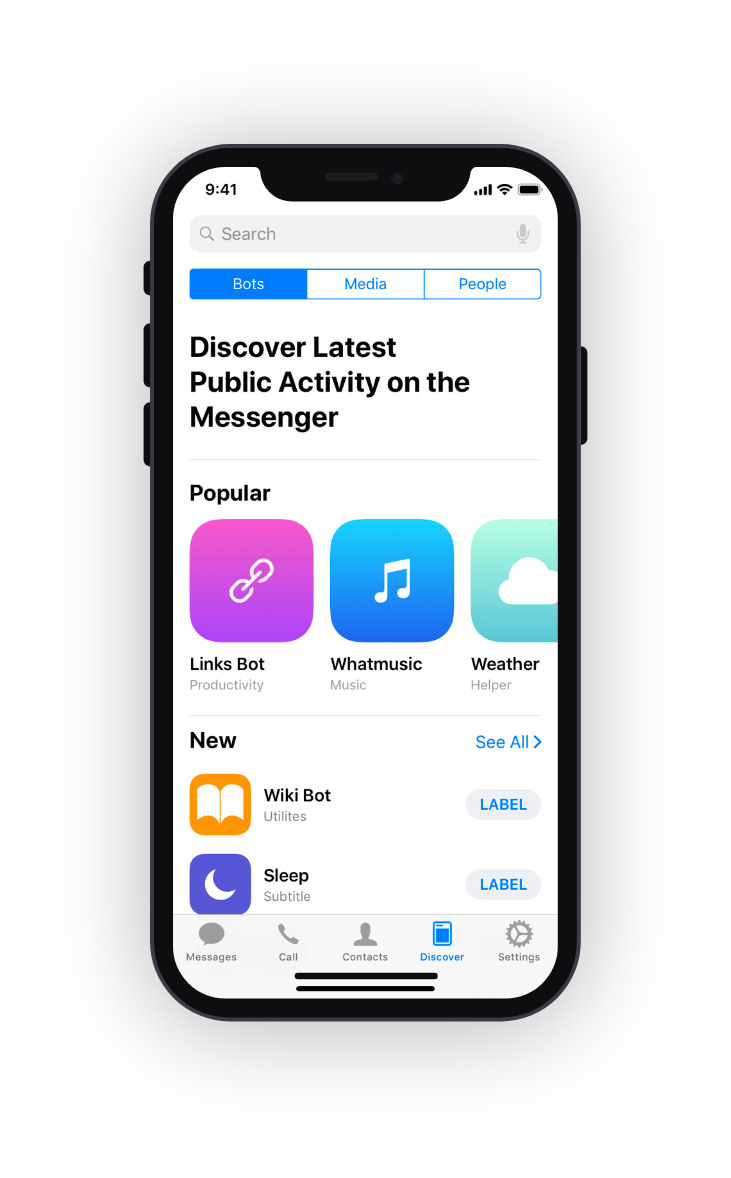 9:41
Search
Bots Media People
Discover Latest
Public Activity on the
Messenger
Popular
Links Bot Whatmusic Weather
Productivity Music Helper
New See All
Wiki Bot
Utilites
LABEL
Sleep
Subtitle
LABEL
Messages Call Contacts Discover Settings